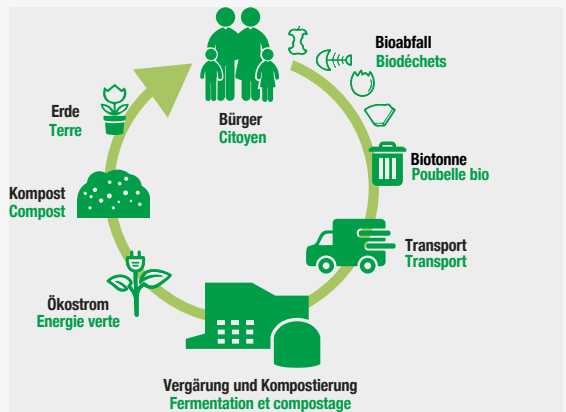 Bioabfall
Biodéchets
Bürger
Citoyen
Biotonne
Poubelle bio
Transport
Transport
Vergärung und Kompostierung
Fermentation et compostage
Ökostrom
Energie verte
Kompost
Compost
Erde
Terre